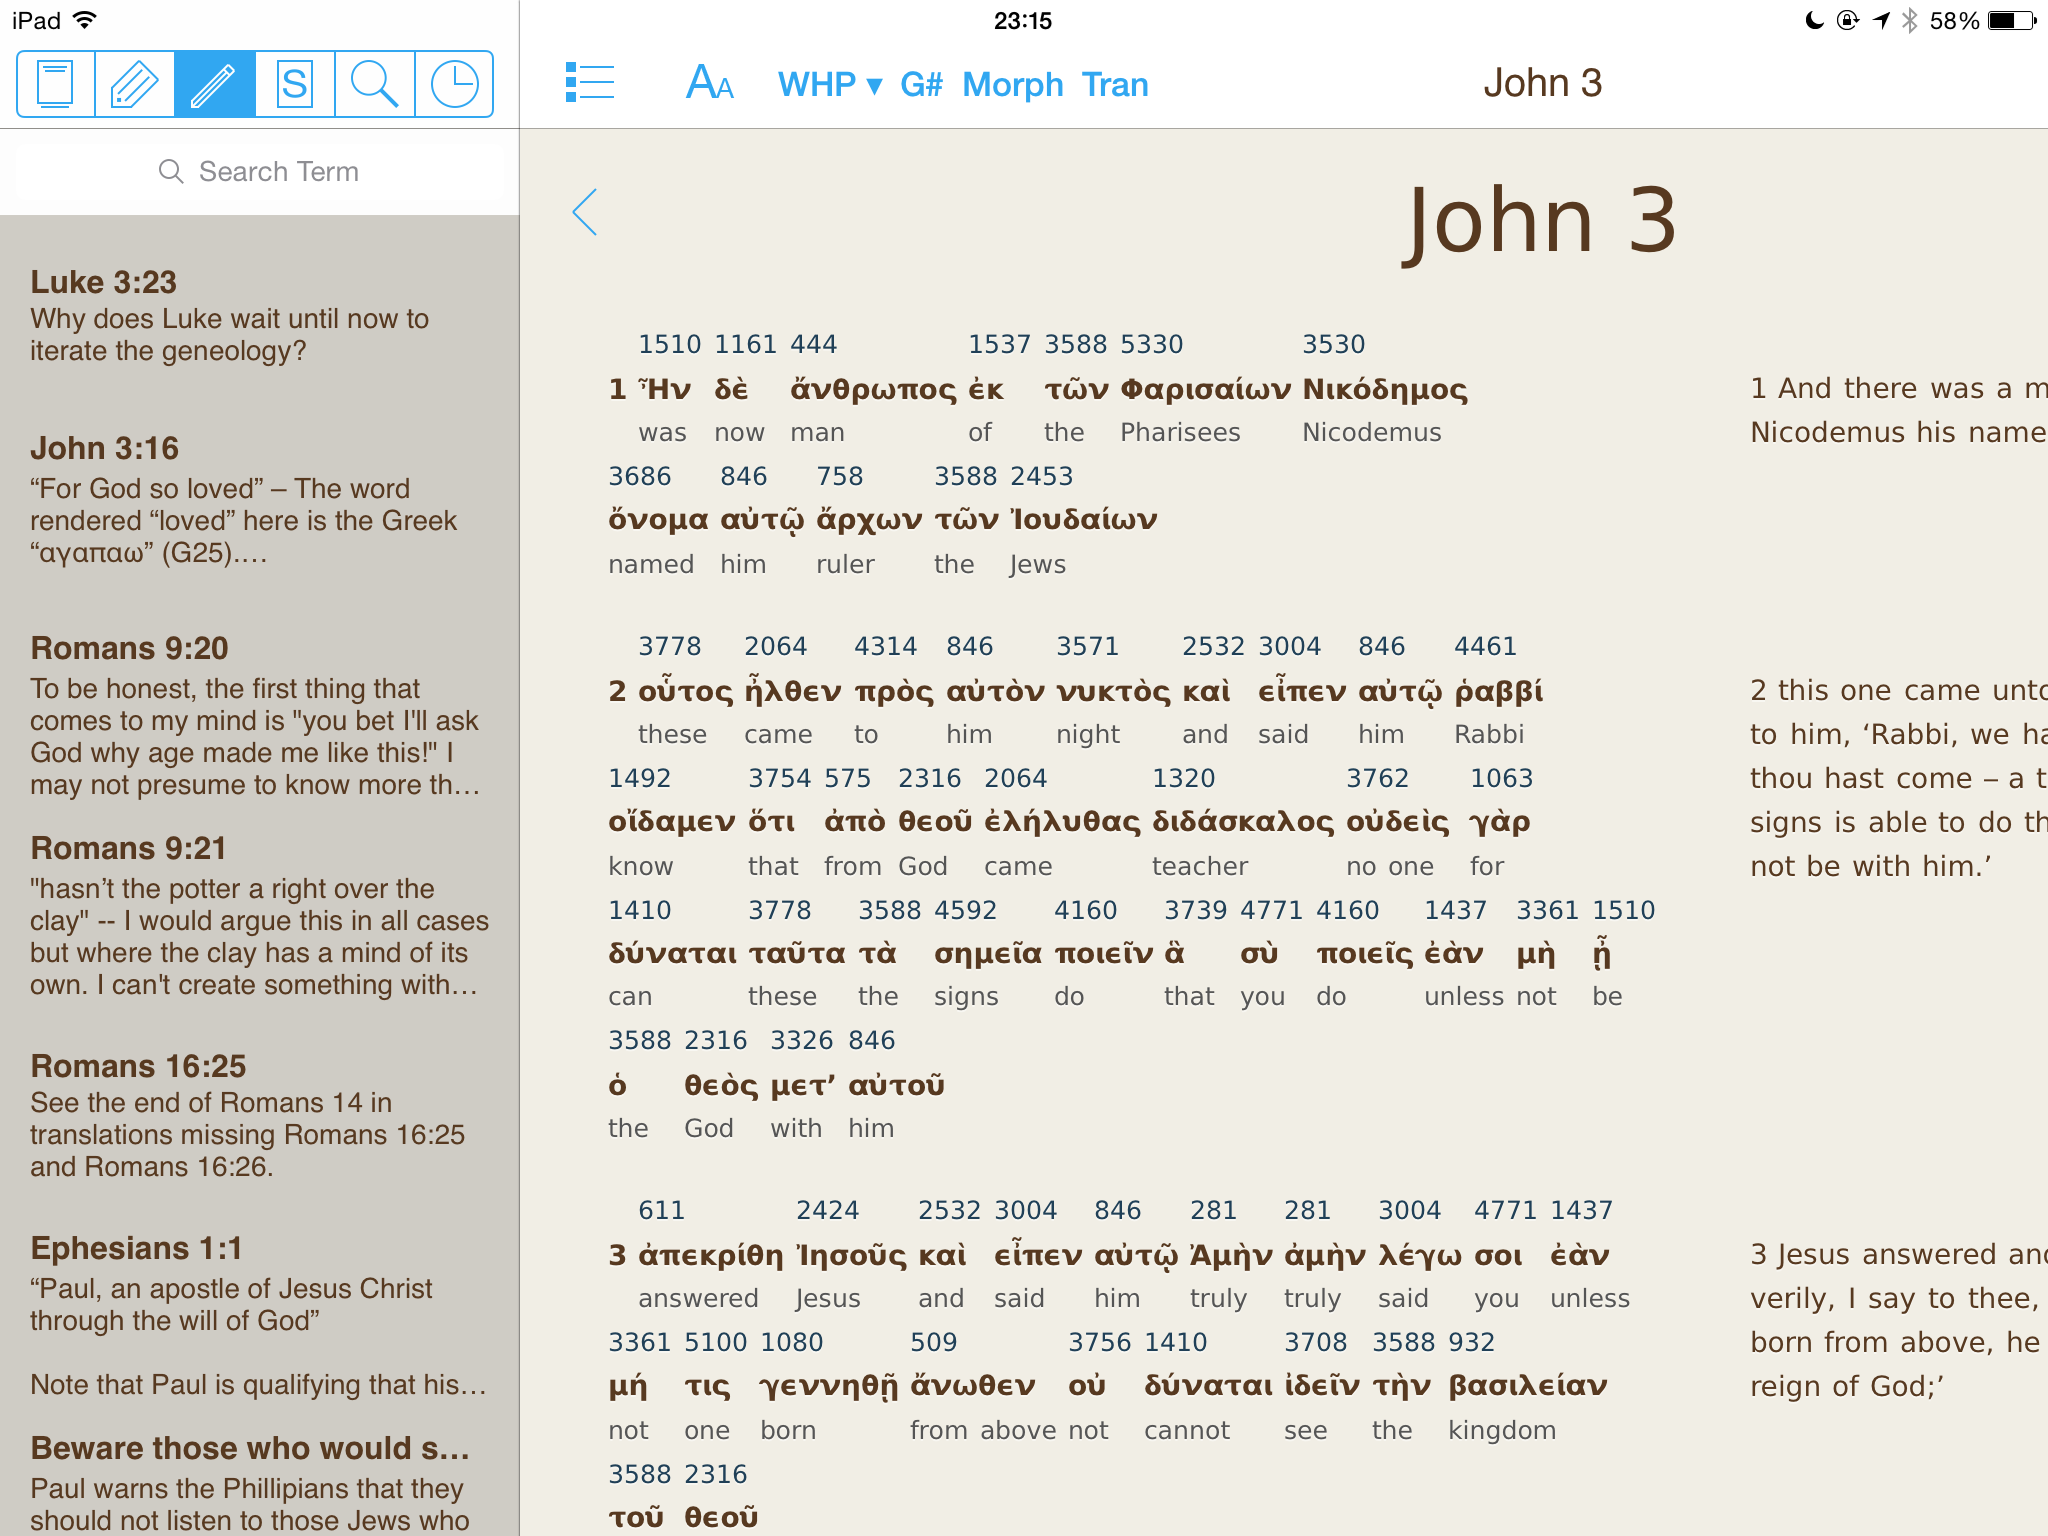 iPad
23:15
58%
S
AA WHP ▾ G# Morph Tran
John 3
Search Term
Luke 3:23
Why does Luke wait until now to
iterate the geneology?
John 3:16
“For God so loved” – The word
rendered “loved” here is the Greek
“αγαπαω” (G25)....
Romans 9:20
To be honest, the first thing that
comes to my mind is "you bet I'll ask
God why age made me like this!" I
may not presume to know more th...
Romans 9:21
"hasn’t the potter a right over the
clay" -- I would argue this in all cases
but where the clay has a mind of its
own. I can't create something with...
Romans 16:25
See the end of Romans 14 in
translations missing Romans 16:25
and Romans 16:26.
Ephesians 1:1
“Paul, an apostle of Jesus Christ
through the will of God”
Note that Paul is qualifying that his...
Beware those who would s...
Paul warns the Phillipians that they
should not listen to those Jews who
John 3
1510 1161 444 1537 3588 5330 3530
1 Ἦν δὲ ἄνθρωπος ἐκ τῶν Φαρισαίων Νικόδημος
was now man of the Pharisees Nicodemus
3686 846 758 3588 2453
ὄνομα αὐτῷ ἄρχων τῶν Ἰουδαίων
named him ruler the Jews
3778 2064 4314 846 3571 2532 3004 846 4461
2 οὗτος ἦλθεν πρὸς αὐτὸν νυκτὸς καὶ εἶπεν αὐτῷ ῥαββί
these came to him night and said him Rabbi
1492 3754 575 2316 2064 1320 3762 1063
οἴδαμεν ὅτι ἀπὸ θεοῦ ἐλήλυθας διδάσκαλος οὐδεὶς γὰρ
know that from God came teacher no one for
1410 3778 3588 4592 4160 3739 4771 4160 1437 3361 1510
δύναται ταῦτα τὰ σημεῖα ποιεῖν ἃ σὺ ποιεῖς ἐὰν μὴ ᾖ
can these the signs do that you do unless not be
3588 2316 3326 846
ὁ θεὸς μετ’ αὐτοῦ
the God with him
611 2424 2532 3004 846 281 281 3004 4771 1437
3 ἀπεκρίθη Ἰησοῦς καὶ εἶπεν αὐτῷ Ἀμὴν ἀμὴν λέγω σοι ἐὰν
answered Jesus and said him truly truly said you unless
3361 5100 1080 509 3756 1410 3708 3588 932
μή τις γεννηθῇ ἄνωθεν οὐ δύναται ἰδεῖν τὴν βασιλείαν
not one born from above not cannot see the kingdom
3588 2316
τοῦ θεοῦ
1 And there was a m
Nicodemus his name
2 this one came unto
to him, ‘Rabbi, we ha
thou hast come – a t
signs is able to do th
not be with him.’
3 Jesus answered and
verily, I say to thee,
born from above, he
reign of God;’